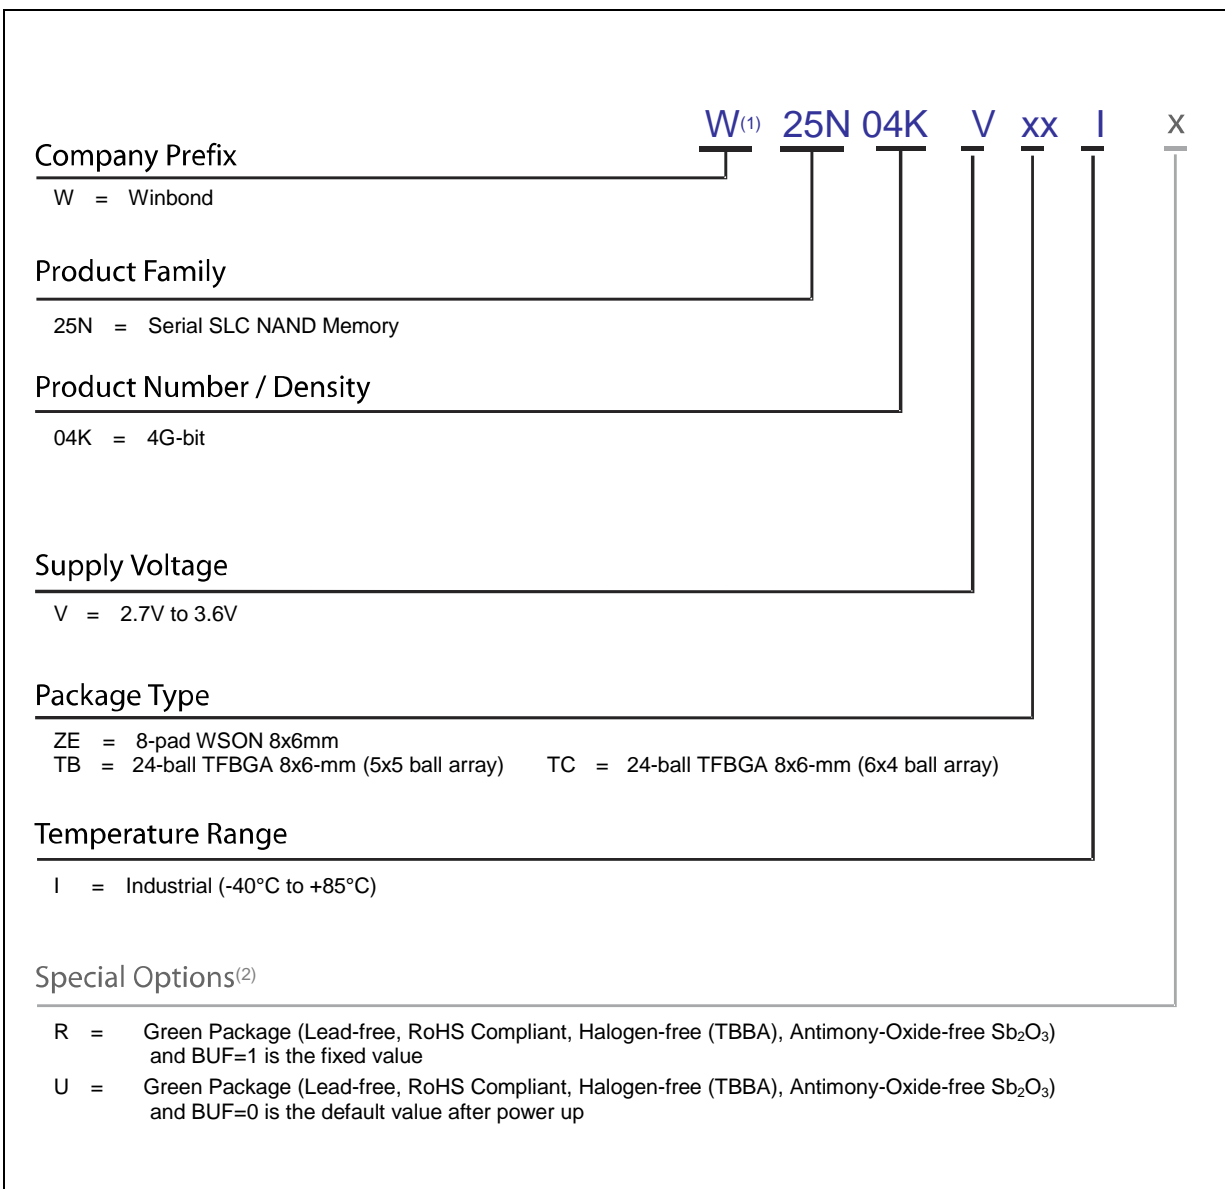 W(1) 25N 04K V xx I x
Company Prefix
W = Winbond
Product Family
25N = Serial SLC NAND Memory
Product Number / Density
04K = 4G-bit
Supply Voltage
V = 2.7V to 3.6V
Package Type
ZE = 8-pad WSON 8x6mm
TB = 24-ball TFBGA 8x6-mm (5x5 ball array) TC = 24-ball TFBGA 8x6-mm (6x4 ball array)
Temperature Range
I = Industrial (-40°C to +85°C)
Special Options(2)
R = Green Package (Lead-free, RoHS Compliant, Halogen-free (TBBA), Antimony-Oxide-free Sb₂O₃)
and BUF=1 is the fixed value
U = Green Package (Lead-free, RoHS Compliant, Halogen-free (TBBA), Antimony-Oxide-free Sb₂O₃)
and BUF=0 is the default value after power up